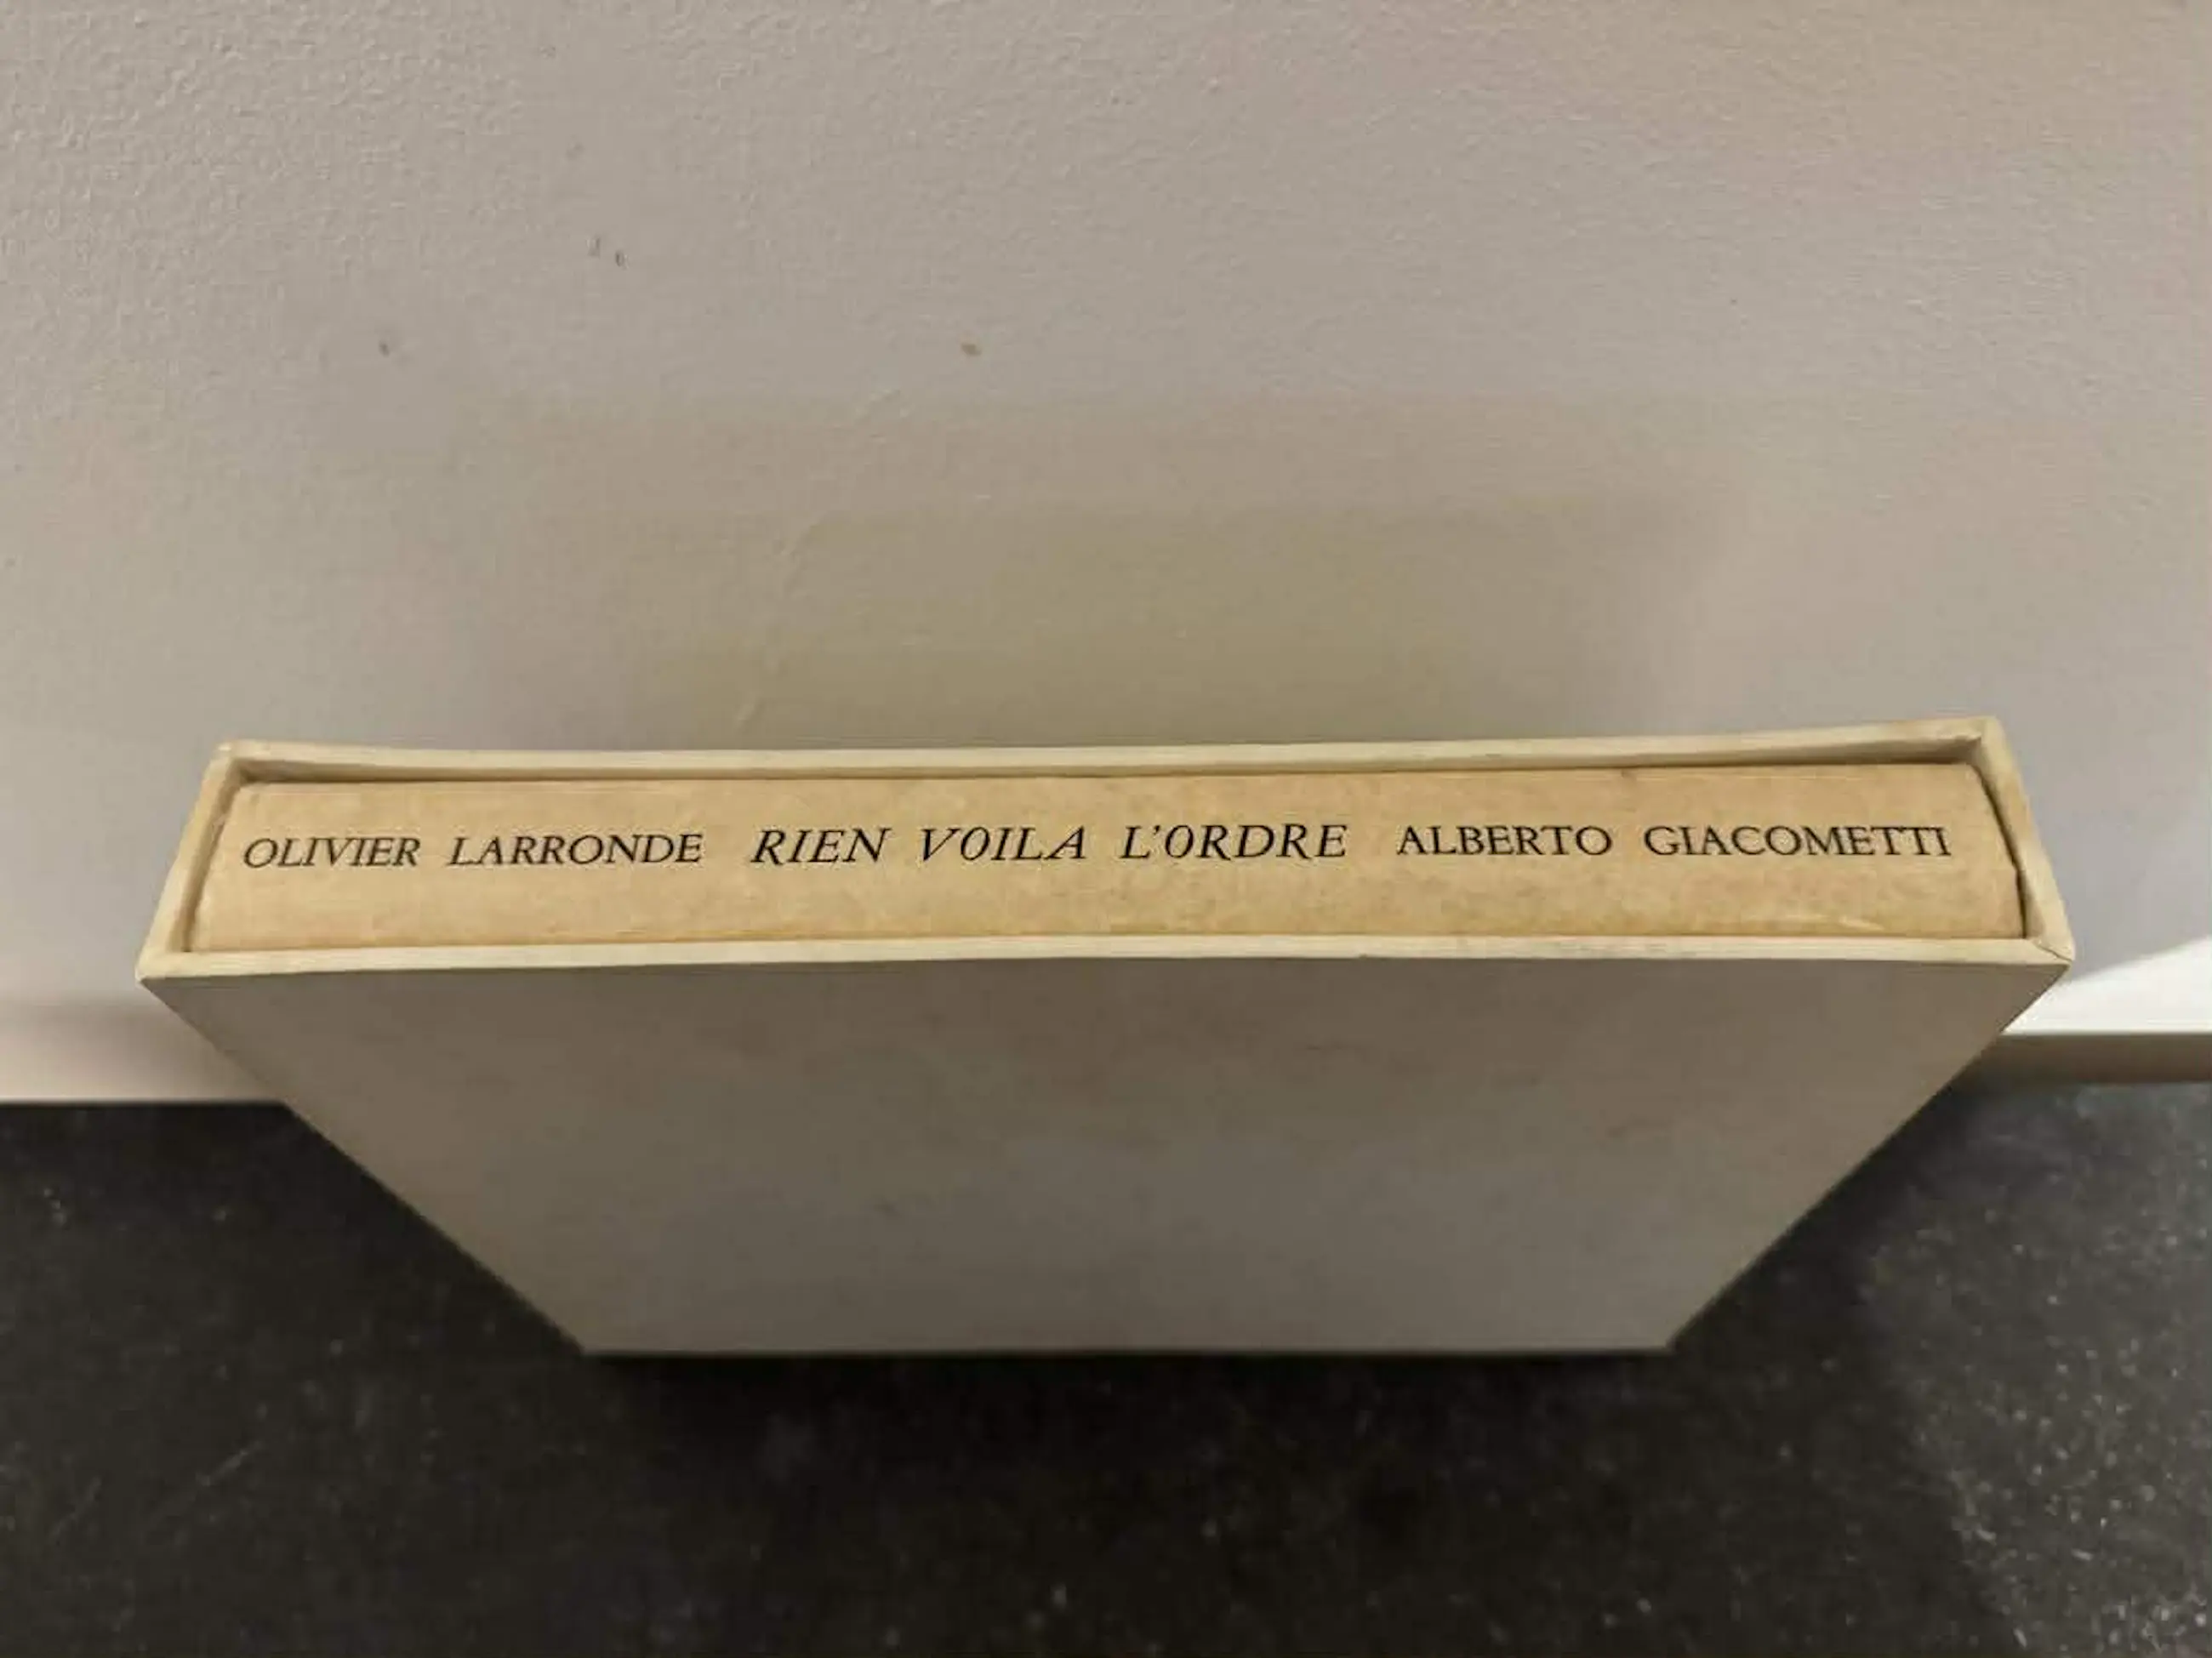 OLIVIER LARRONDE RIEN VOILA L'ORDRE ALBERTO GIACOMETTI